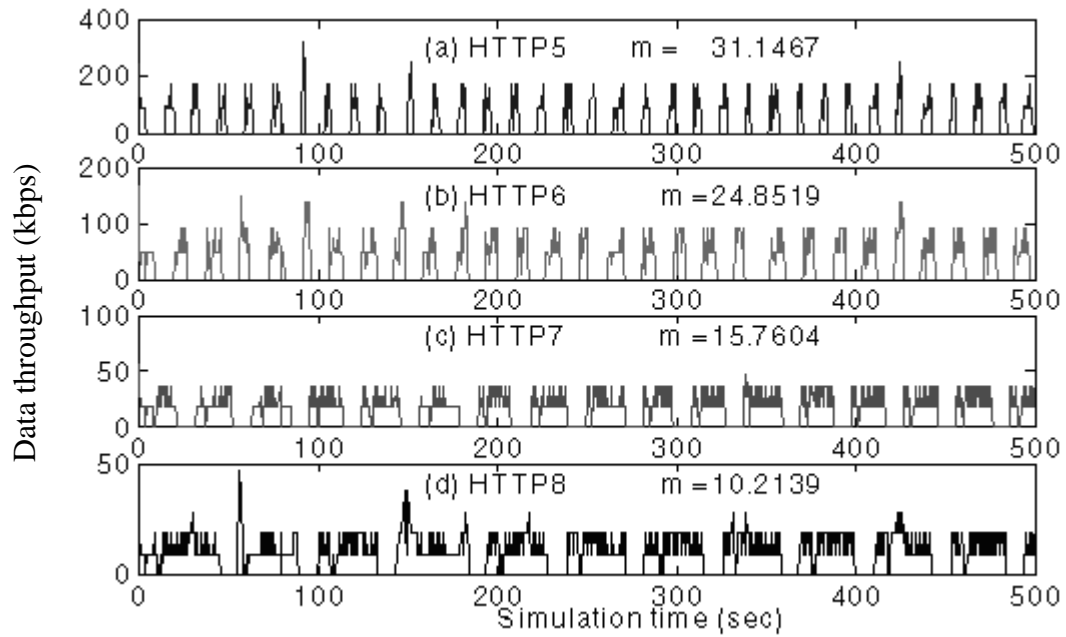 Data throughput (kbps)
400
200
0
(a) HTTP5 m = 31.1467
0 100 200 300 400 500
200
100
0
(b) HTTP6 m =24.8519
0 100 200 300 400 500
100
50
0
(c) HTTP7 m =15.7604
0 100 200 300 400 500
50
0
(d) HTTP8 m =10.2139
0 100 200 300 400 500
Simulation time (sec)